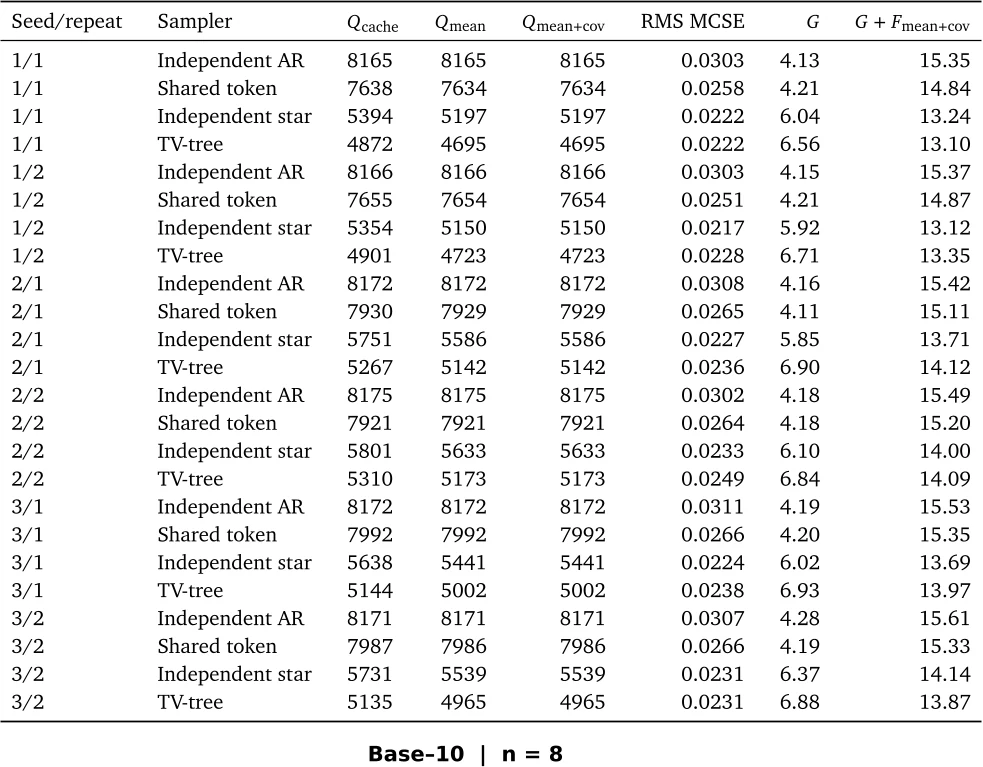 Seed/repeat Sampler Qcache Qmean Qmean+cov RMS MCSE G G + Fmean+cov
1/1 Independent AR 8165 8165 8165 0.0303 4.13 15.35
1/1 Shared token 7638 7634 7634 0.0258 4.21 14.84
1/1 Independent star 5394 5197 5197 0.0222 6.04 13.24
1/1 TV-tree 4872 4695 4695 0.0222 6.56 13.10
1/2 Independent AR 8166 8166 8166 0.0303 4.15 15.37
1/2 Shared token 7655 7654 7654 0.0251 4.21 14.87
1/2 Independent star 5354 5150 5150 0.0217 5.92 13.12
1/2 TV-tree 4901 4723 4723 0.0228 6.71 13.35
2/1 Independent AR 8172 8172 8172 0.0308 4.16 15.42
2/1 Shared token 7930 7929 7929 0.0265 4.11 15.11
2/1 Independent star 5751 5586 5586 0.0227 5.85 13.71
2/1 TV-tree 5267 5142 5142 0.0236 6.90 14.12
2/2 Independent AR 8175 8175 8175 0.0302 4.18 15.49
2/2 Shared token 7921 7921 7921 0.0264 4.18 15.20
2/2 Independent star 5801 5633 5633 0.0233 6.10 14.00
2/2 TV-tree 5310 5173 5173 0.0249 6.84 14.09
3/1 Independent AR 8172 8172 8172 0.0311 4.19 15.53
3/1 Shared token 7992 7992 7992 0.0266 4.20 15.35
3/1 Independent star 5638 5441 5441 0.0224 6.02 13.69
3/1 TV-tree 5144 5002 5002 0.0238 6.93 13.97
3/2 Independent AR 8171 8171 8171 0.0307 4.28 15.61
3/2 Shared token 7987 7986 7986 0.0266 4.19 15.33
3/2 Independent star 5731 5539 5539 0.0231 6.37 14.14
3/2 TV-tree 5135 4965 4965 0.0231 6.88 13.87
Base–10 | n = 8